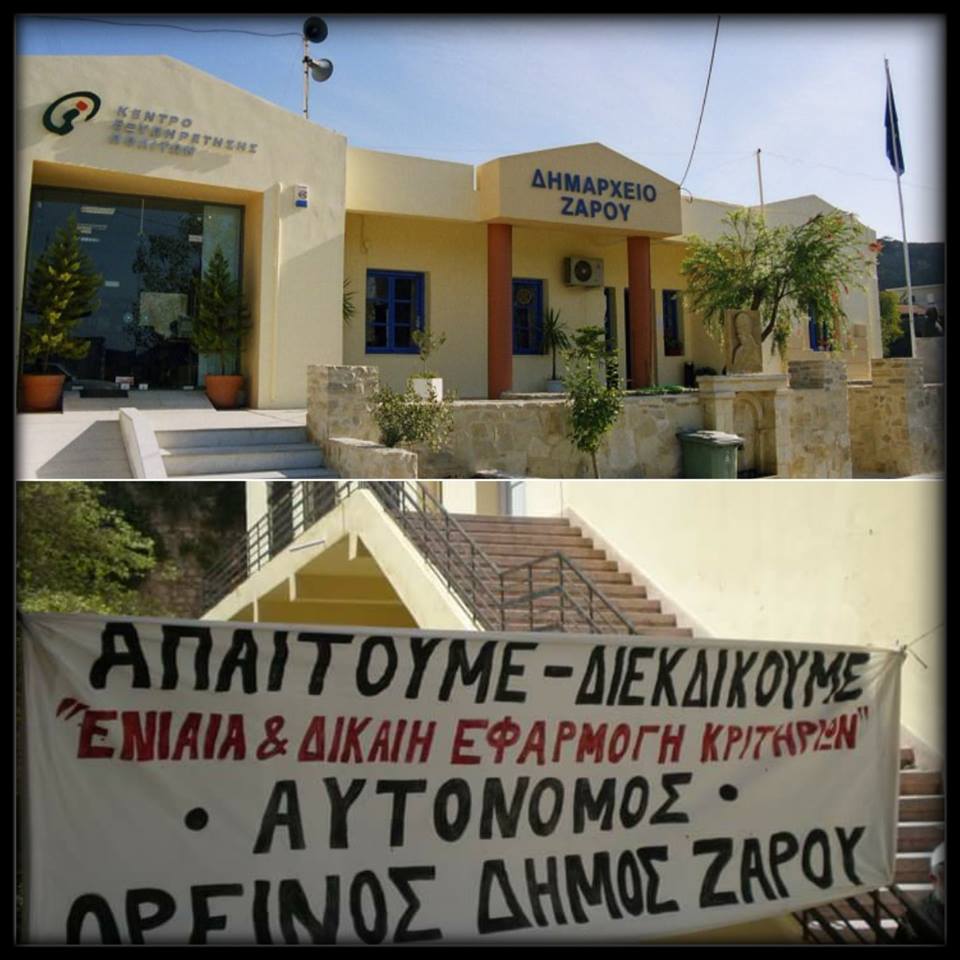 ΚΕΝΤΡΟ
ΕΞΥΠΗΡΕΤΗΣΗΣ
ΠΟΛΙΤΩΝ
ΔΗΜΑΡΧΕΙΟ
ΖΑΡΟΥ
ΑΠΑΙΤΟΥΜΕ - ΔΙΕΚΔΙΚΟΥΜΕ
"ΕΝΙΑΙΑ & ΔΙΚΑΙΗ ΕΦΑΡΜΟΓΗ ΚΡΙΤΗΡΙΩΝ"
• ΑΥΤΟΝΟΜΟΣ •
ΟΡΕΙΝΟΣ ΔΗΜΟΣ ΖΑΡΟΥ